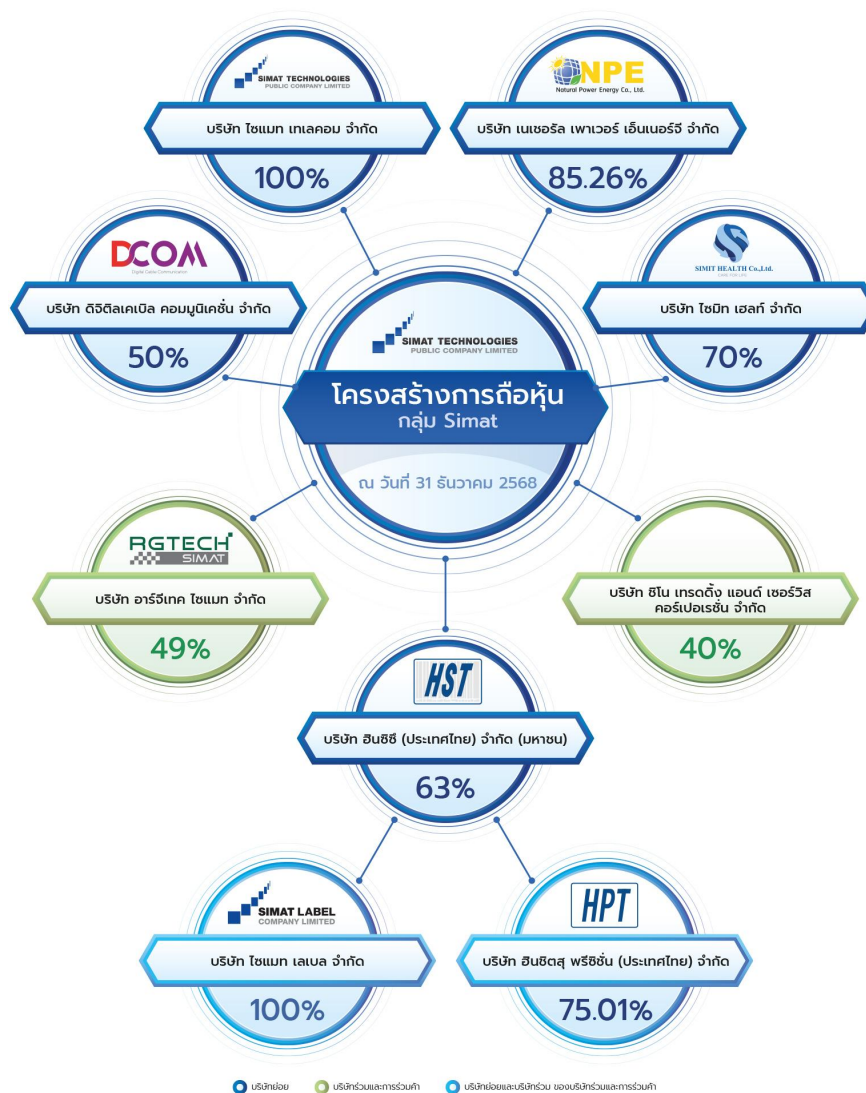 SIMAT TECHNOLOGIES
PUBLIC COMPANY LIMITED
บริษัท ไซแมท เทเลคอม จำกัด
100%
NPE
Natural Power Energy Co., Ltd.
บริษัท เนเชอรัล เพาเวอร์ เอ็นเนอร์จี จำกัด
85.26%
DCOM
Digital Cable Communication
บริษัท ดิจิตีลเคเบิล คอมมูนิเคชั่น จำกัด
50%
SIMAT TECHNOLOGIES
PUBLIC COMPANY LIMITED
โครงสร้างการถือหุ้น
กลุ่ม Simat
ณ วันที่ 31 ธันวาคม 2568
SIMIT HEALTH Co.,Ltd.
CARE FOR LIFE
บริษัท ไซมิท เฮลท์ จำกัด
70%
RGTECH
SIMAT
บริษัท อาร์จีเทค ไซแมท จำกัด
49%
บริษัท ชิโน เทรดดิ้ง แอนด์ เซอร์วิส
คอร์เปอเรชั่น จำกัด
40%
HST
บริษัท ฮินซิซึ (ประเทศไทย) จำกัด (มหาชน)
63%
SIMAT LABEL
COMPANY LIMITED
บริษัท ไซแมท เลเบล จำกัด
100%
HPT
บริษัท ฮินชิตสุ พรีซิชั่น (ประเทศไทย) จำกัด
75.01%
บริษัทย่อย
บริษัทร่วมและการร่วมค้า
บริษัทย่อยและบริษัทร่วม ของบริษัทร่วมและการร่วมค้า